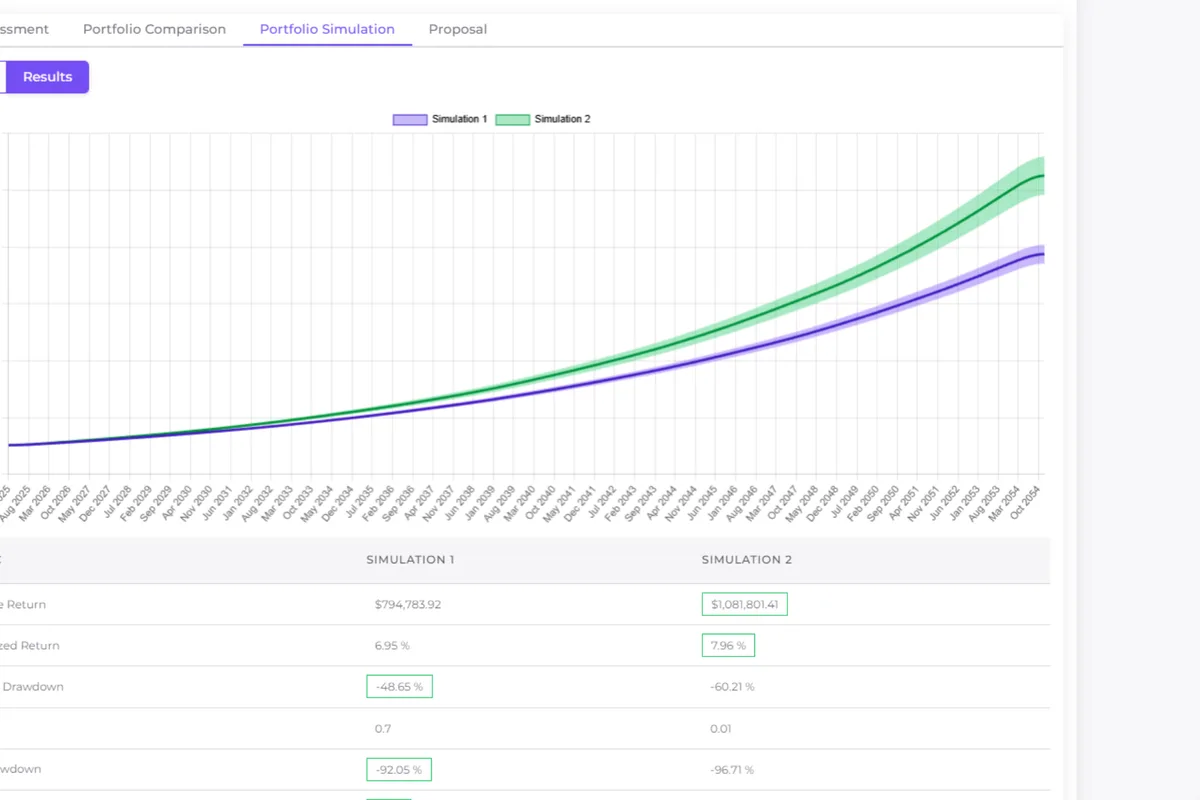 ssment Portfolio Comparison Portfolio Simulation Proposal
Results
Simulation 1 Simulation 2
Aug 2025 Mar 2026 Oct 2026 May 2027 Dec 2027 Jul 2028 Feb 2029 Sep 2029 Apr 2030 Nov 2030 Jun 2031 Jan 2032 Aug 2032 Mar 2033 Oct 2033 May 2034 Dec 2034 Jul 2035 Feb 2036 Sep 2036 Apr 2037 Nov 2037 Jun 2038 Jan 2039 Aug 2039 Mar 2040 Oct 2040 May 2041 Dec 2041 Jul 2042 Feb 2043 Sep 2043 Apr 2044 Nov 2044 Jun 2045 Jan 2046 Aug 2046 Mar 2047 Oct 2047 May 2048 Dec 2048 Jul 2049 Feb 2050 Sep 2050 Apr 2051 Nov 2051 Jun 2052 Jan 2053 Aug 2053 Mar 2054 Oct 2054
SIMULATION 1 SIMULATION 2
e Return $794,783.92 $1,081,801.41
zed Return 6.95 % 7.96 %
Drawdown -48.65 % -60.21 %
0.7 0.01
wdown -92.05 % -96.71 %